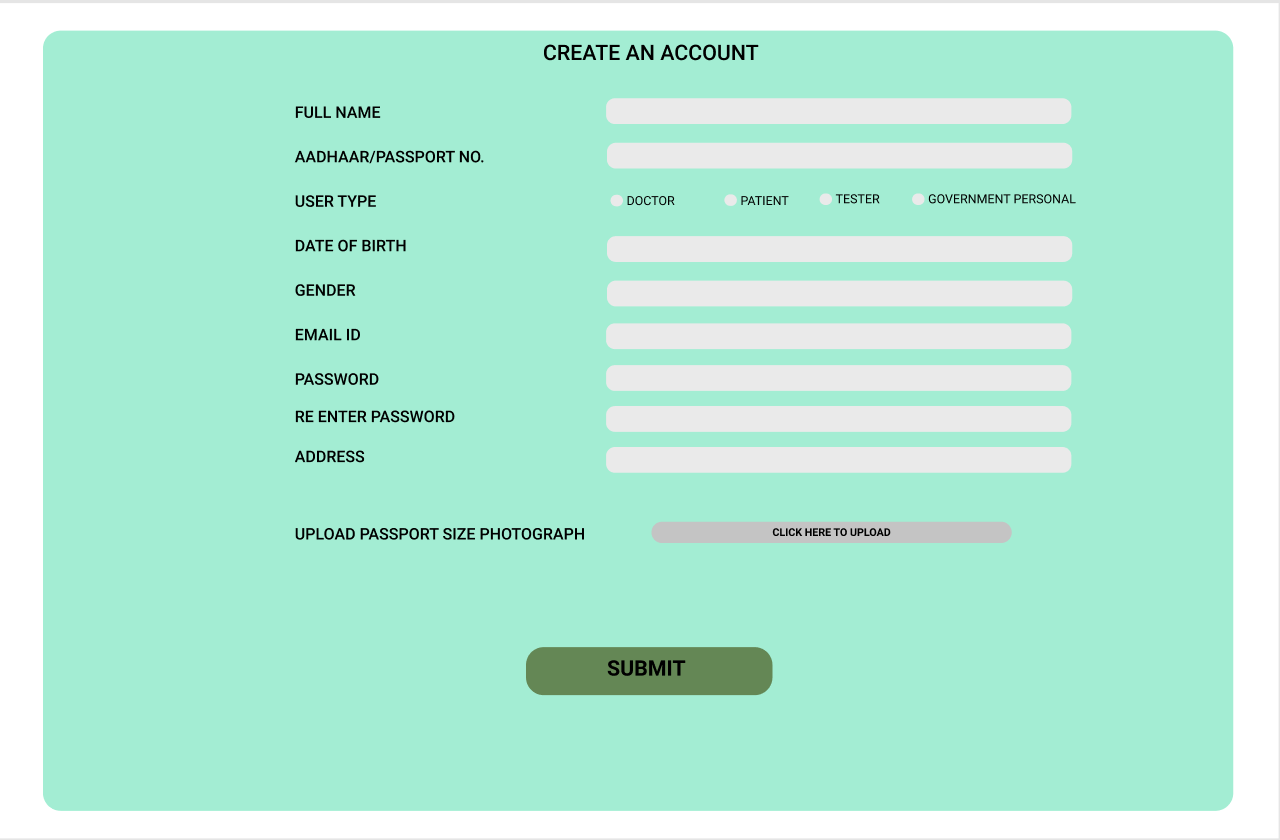 CREATE AN ACCOUNT
FULL NAME
AADHAAR/PASSPORT NO.
USER TYPE DOCTOR PATIENT TESTER GOVERNMENT PERSONAL
DATE OF BIRTH
GENDER
EMAIL ID
PASSWORD
RE ENTER PASSWORD
ADDRESS
UPLOAD PASSPORT SIZE PHOTOGRAPH CLICK HERE TO UPLOAD
SUBMIT